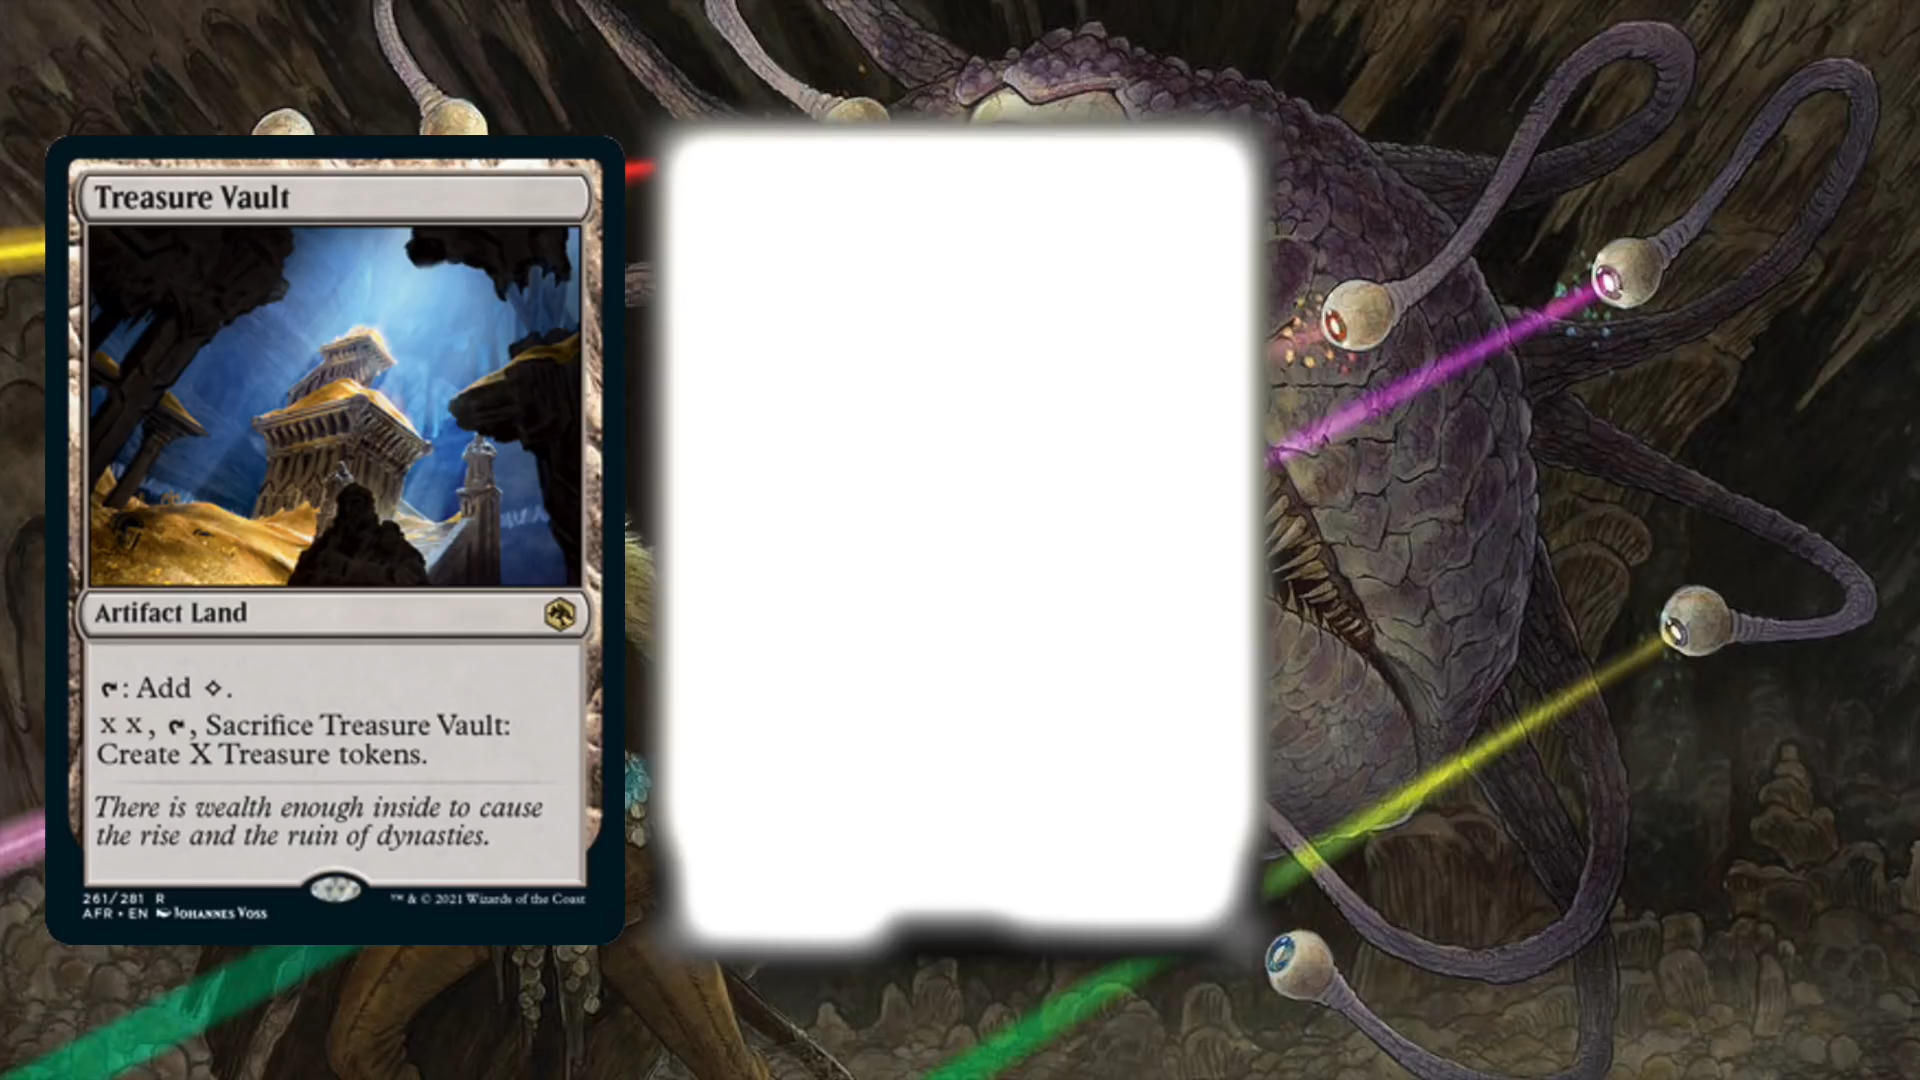 Treasure Vault
Artifact Land
: Add .
X X, , Sacrifice Treasure Vault:
Create X Treasure tokens.
There is wealth enough inside to cause
the rise and the ruin of dynasties.
261/281 R
AFR • EN Johannes Voss
™ & © 2021 Wizards of the Coast